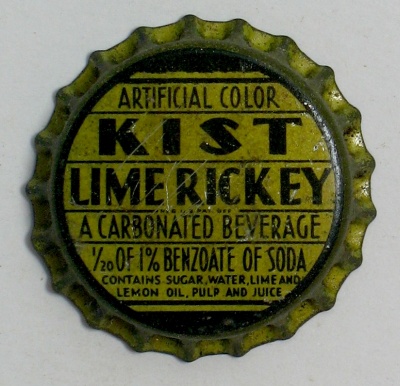 ARTIFICIAL COLOR
KIST
LIME RICKEY
A CARBONATED BEVERAGE
1/20 OF 1% BENZOATE OF SODA
CONTAINS SUGAR, WATER, LIME AND
LEMON OIL, PULP AND JUICE